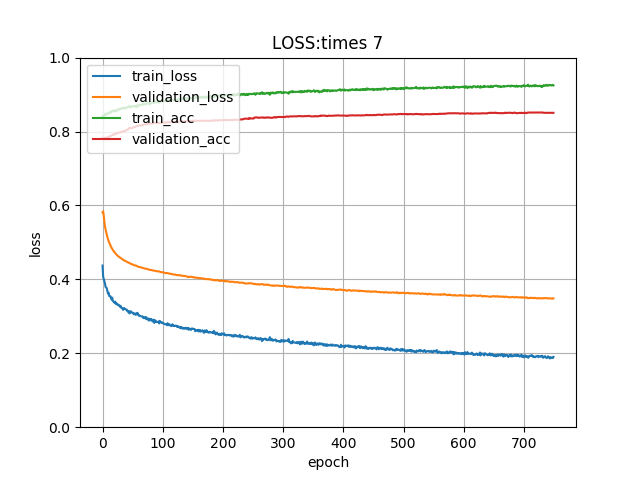 LOSS:times 7
1.0
0.8
0.6
0.4
0.2
0.0
loss
train_loss
validation_loss
train_acc
validation_acc
0 100 200 300 400 500 600 700
epoch